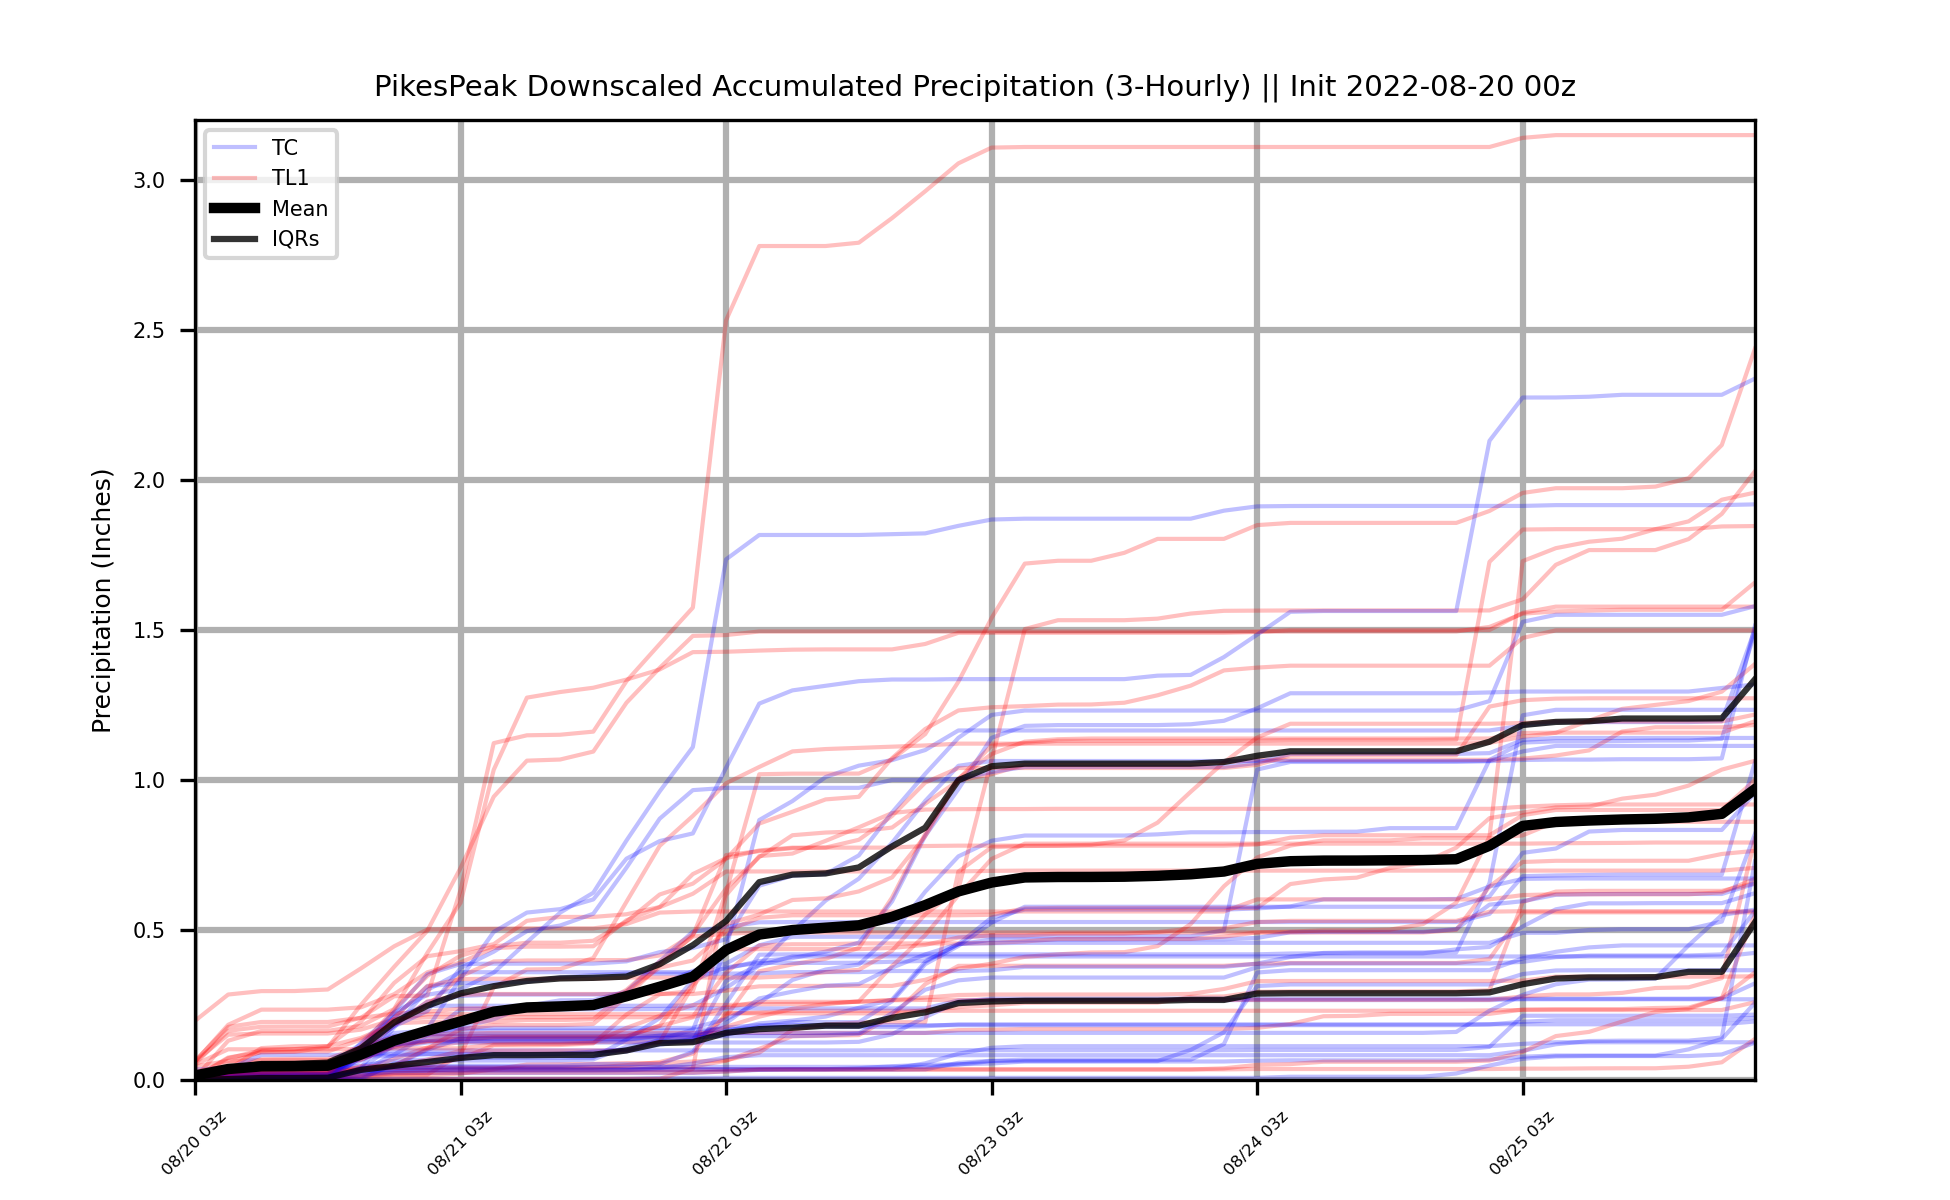 PikesPeak Downscaled Accumulated Precipitation (3-Hourly) || Init 2022-08-20 00z
TC
TL1
Mean
IQRs
Precipitation (Inches)
3.0
2.5
2.0
1.5
1.0
0.5
0.0
08/20 03z
08/21 03z
08/22 03z
08/23 03z
08/24 03z
08/25 03z